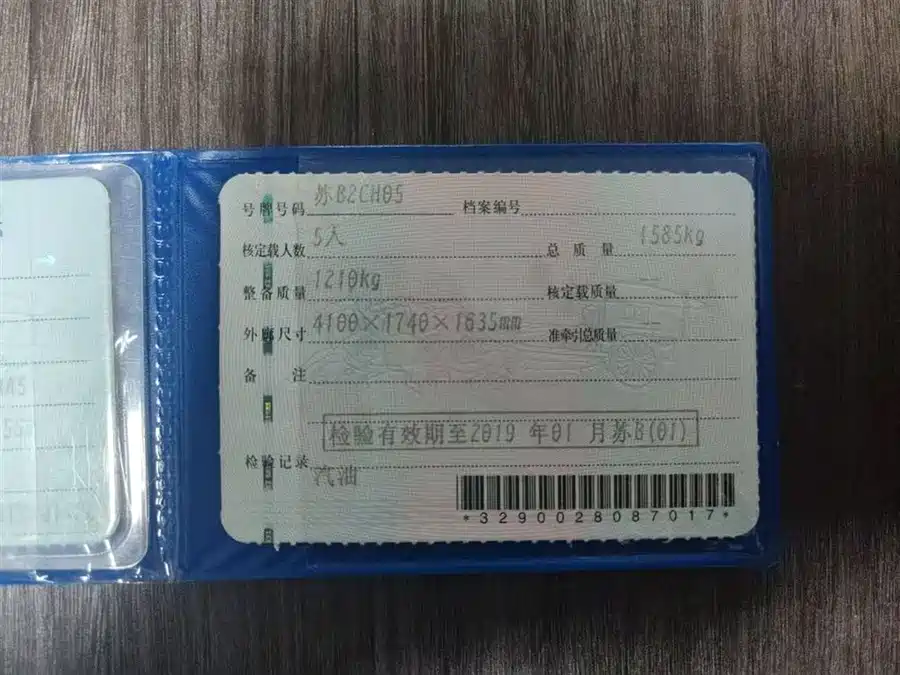 号牌号码 苏B2CH05 档案编号
核定载人数 5人 总质量 1585kg
整备质量 1210kg 核定载质量
外廓尺寸 4100×1740×1635mm 准牵引总质量
备注
检验有效期至2019 年01 月苏B(01)
检验记录
汽油
*3290028087017*